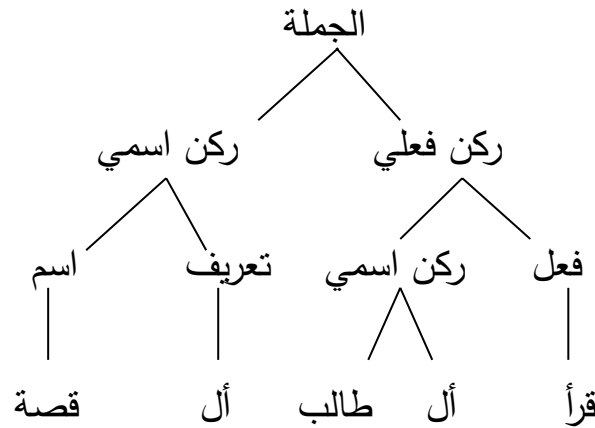 الجملة
ركن فعلي ركن اسمي
فعل ركن اسمي تعريف اسم
قرأ أل طالب أل قصة